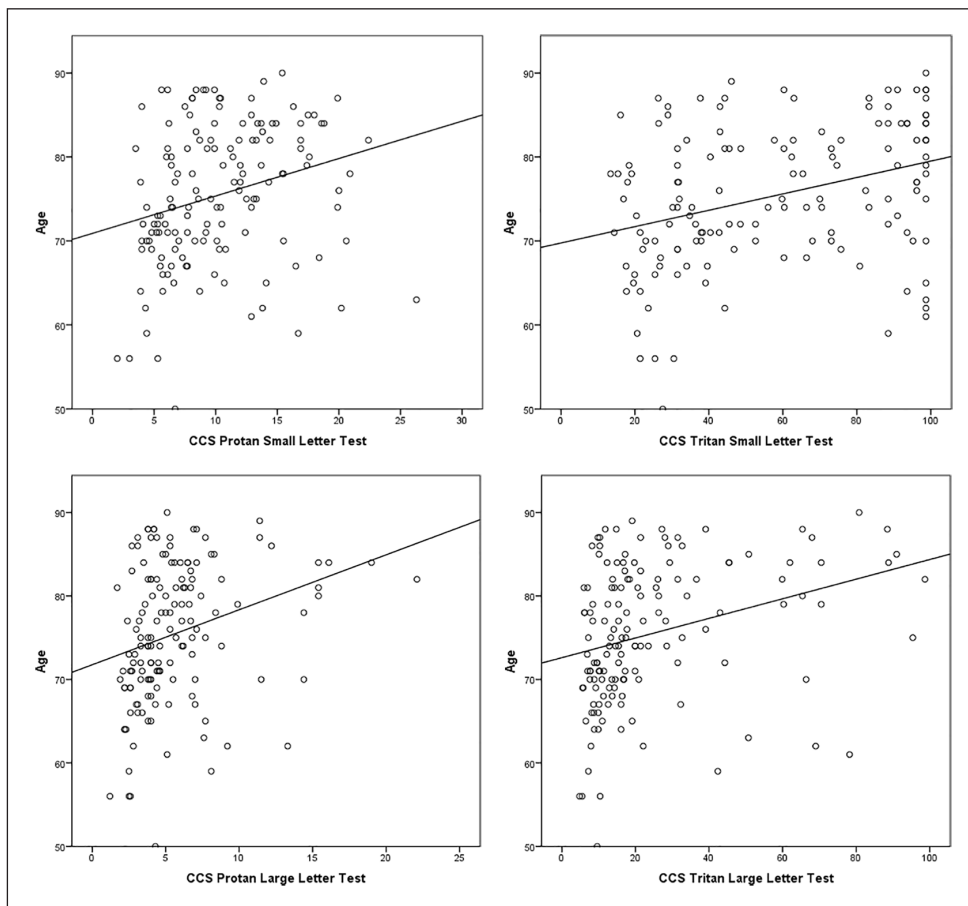 90
80
70
60
50
Age
0 5 10 15 20 25 30
CCS Protan Small Letter Test
90
80
70
60
50
Age
0 20 40 60 80 100
CCS Tritan Small Letter Test
90
80
70
60
50
Age
0 5 10 15 20 25
CCS Protan Large Letter Test
90
80
70
60
50
Age
0 20 40 60 80 100
CCS Tritan Large Letter Test